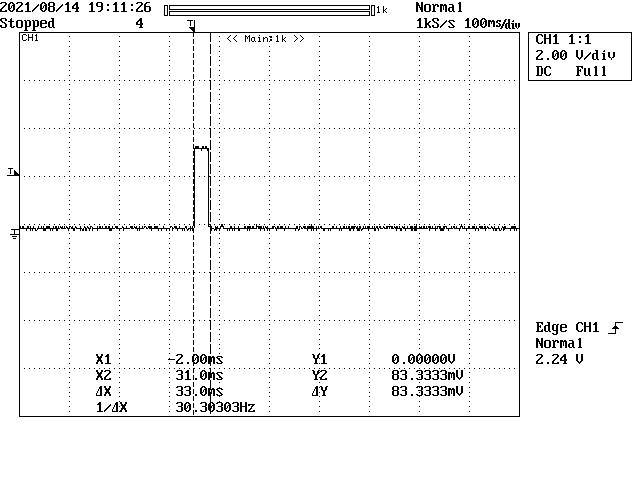 2021/08/14 19:11:26 1k Normal
Stopped 4 1kS/s 100ms/div
T
CH1 << Main:1k >>
CH1 1:1
2.00 V/div
DC Full
T
Edge CH1
Normal
2.24 V
X1 -2.00ms Y1 0.00000V
X2 31.0ms Y2 83.3333mV
ΔX 33.0ms ΔY 83.3333mV
1/ΔX 30.30303Hz